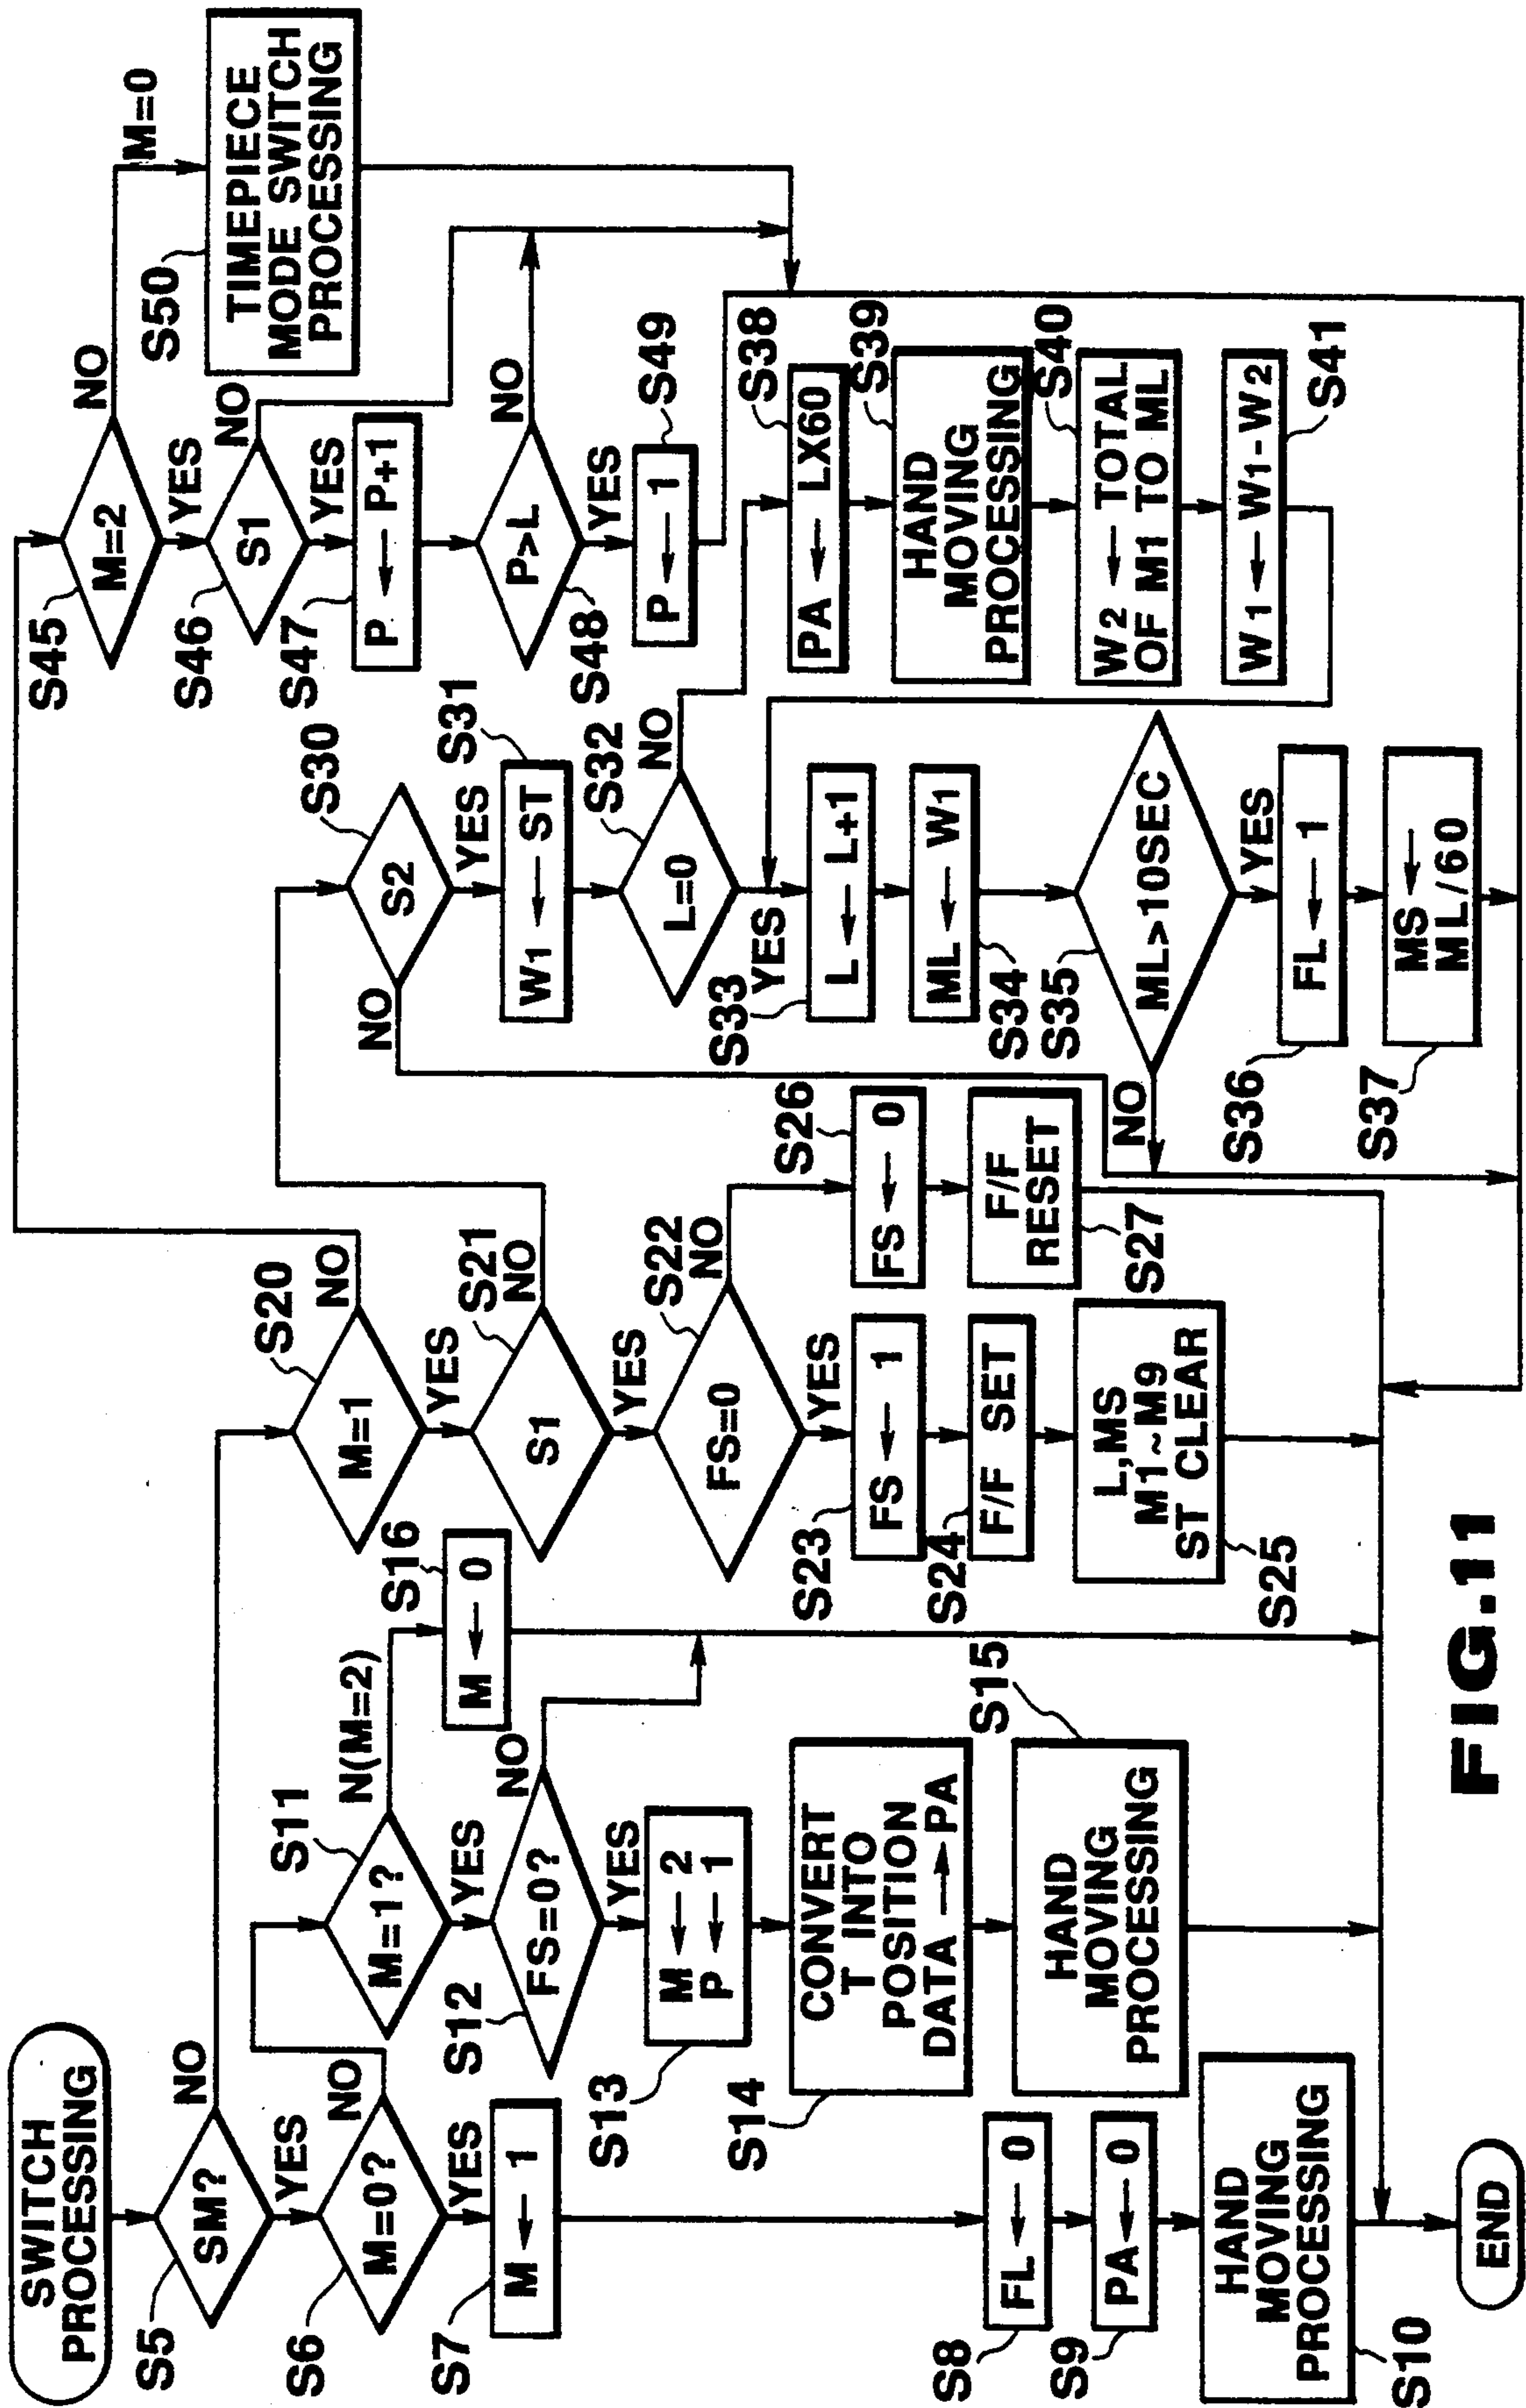 SWITCH
PROCESSING
S5
SM?
NO
YES
S6
M=0?
NO
YES
S7
M ← 1
S8
FL ← 0
S9
PA ← 0
HAND
MOVING
PROCESSING
S10
END
S11
M=1?
N(M=2)
YES
S12
FS=0?
NO
YES
S13
M ← 2
P ← 1
S14
CONVERT
T INTO
POSITION
DATA → PA
S15
HAND
MOVING
PROCESSING
S16
M ← 0
S20
M=1
NO
YES
S21
S1
NO
YES
S22
FS=0
NO
YES
S23
FS ← 1
S24
F/F SET
L,MS
M1~M9
ST CLEAR
S25
S26
FS ← 0
F/F
RESET
S27
S30
S2
NO
YES
S31
W1 ← ST
S32
L=0
NO
YES
S33
L ← L+1
ML ← W1
S34
S35
ML>10SEC
NO
YES
FL ← 1
S36
MS ←
ML/60
S37
S38
PA ← LX60
S39
HAND
MOVING
PROCESSING
S40
W2 ← TOTAL
OF M1 TO ML
W1 ← W1-W2
S41
S45
M=2
NO
YES
S46
S1
NO
YES
S47
P ← P+1
P>L
S48
NO
YES
P ← 1
S49
M=0
S50
TIMEPIECE
MODE SWITCH
PROCESSING
FIG.11